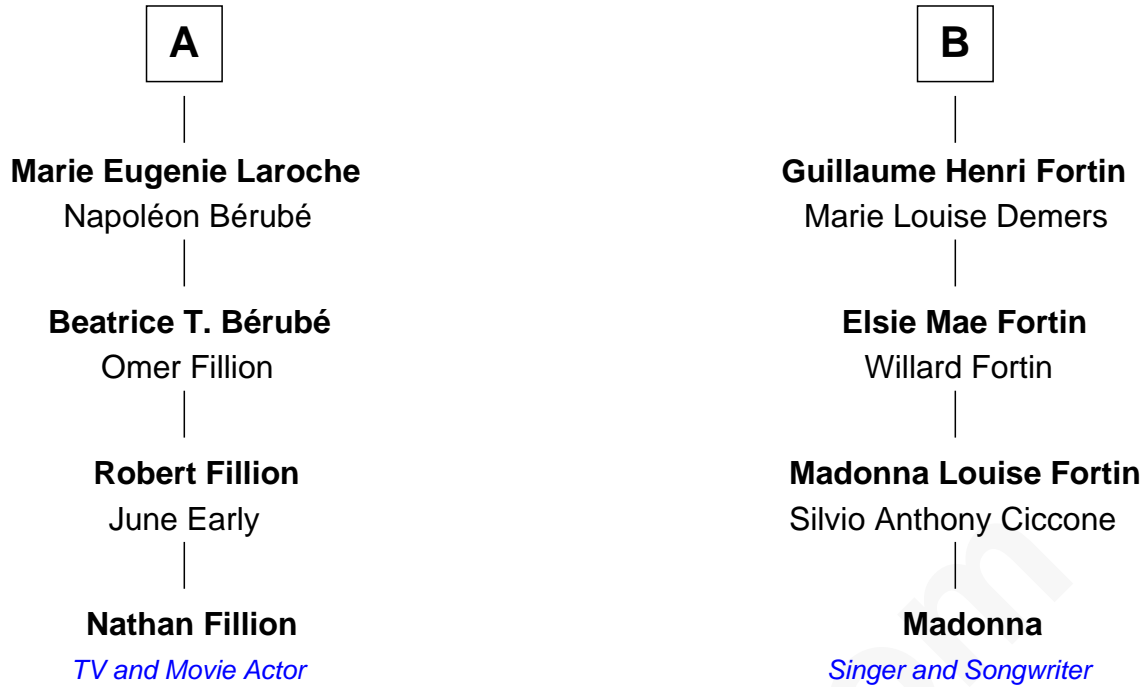 A
Marie Eugenie Laroche
Napoléon Bérubé
Beatrice T. Bérubé
Omer Fillion
Robert Fillion
June Early
Nathan Fillion
TV and Movie Actor
B
Guillaume Henri Fortin
Marie Louise Demers
Elsie Mae Fortin
Willard Fortin
Madonna Louise Fortin
Silvio Anthony Ciccone
Madonna
Singer and Songwriter